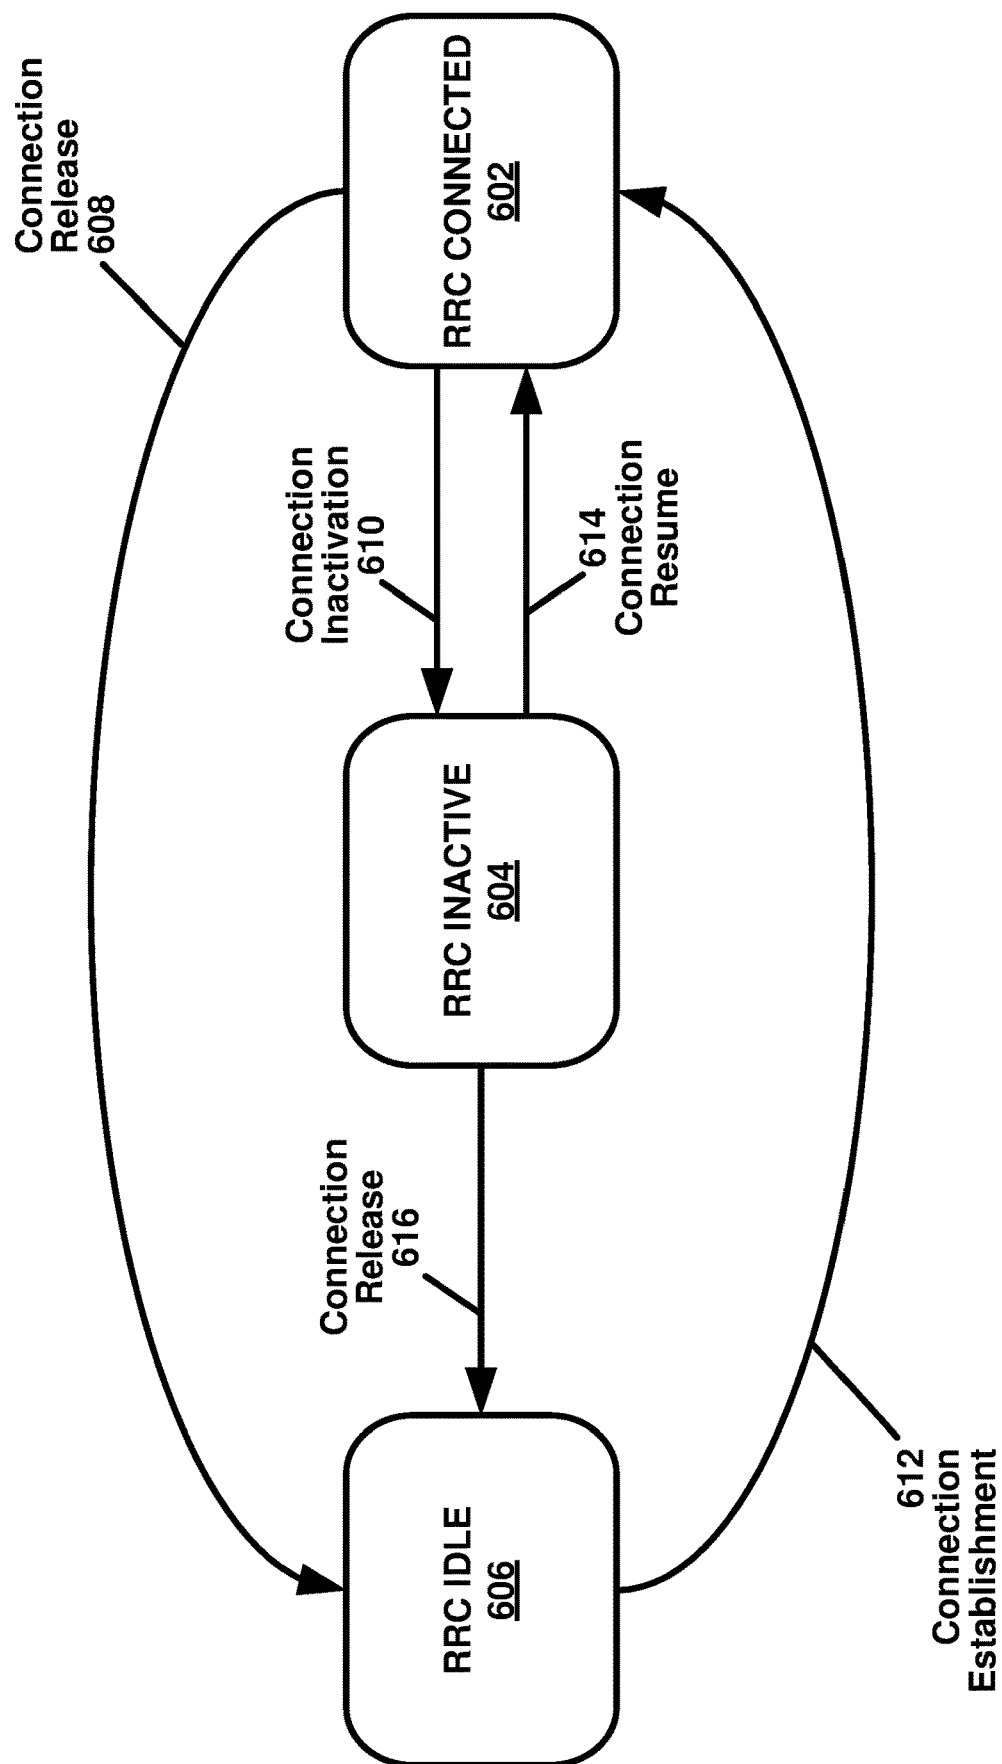 Connection
Release
608
RRC IDLE
606
Connection
Release
616
RRC INACTIVE
604
Connection
Inactivation
610
RRC CONNECTED
602
614
Connection
Resume
612
Connection
Establishment